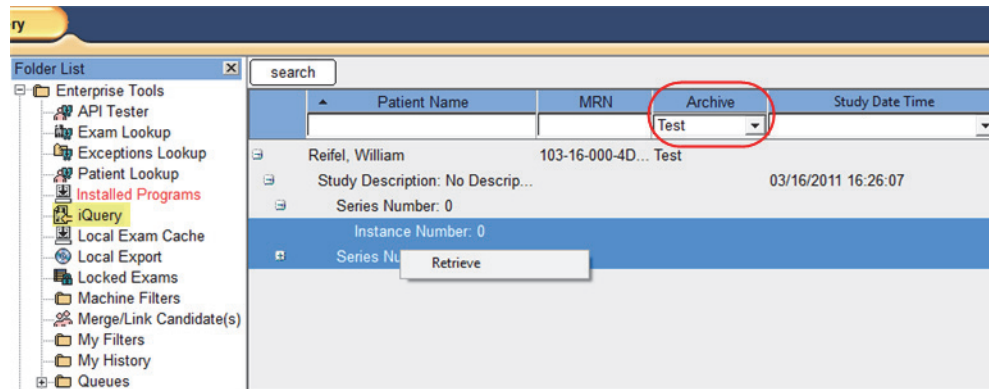 ry
Folder List
Enterprise Tools
API Tester
Exam Lookup
Exceptions Lookup
Patient Lookup
Installed Programs
iQuery
Local Exam Cache
Local Export
Locked Exams
Machine Filters
Merge/Link Candidate(s)
My Filters
My History
Queues
search
Patient Name MRN Archive Study Date Time
Test
Reifel, William 103-16-000-4D... Test
Study Description: No Descrip... 03/16/2011 16:26:07
Series Number: 0
Instance Number: 0
Series Nu
Retrieve